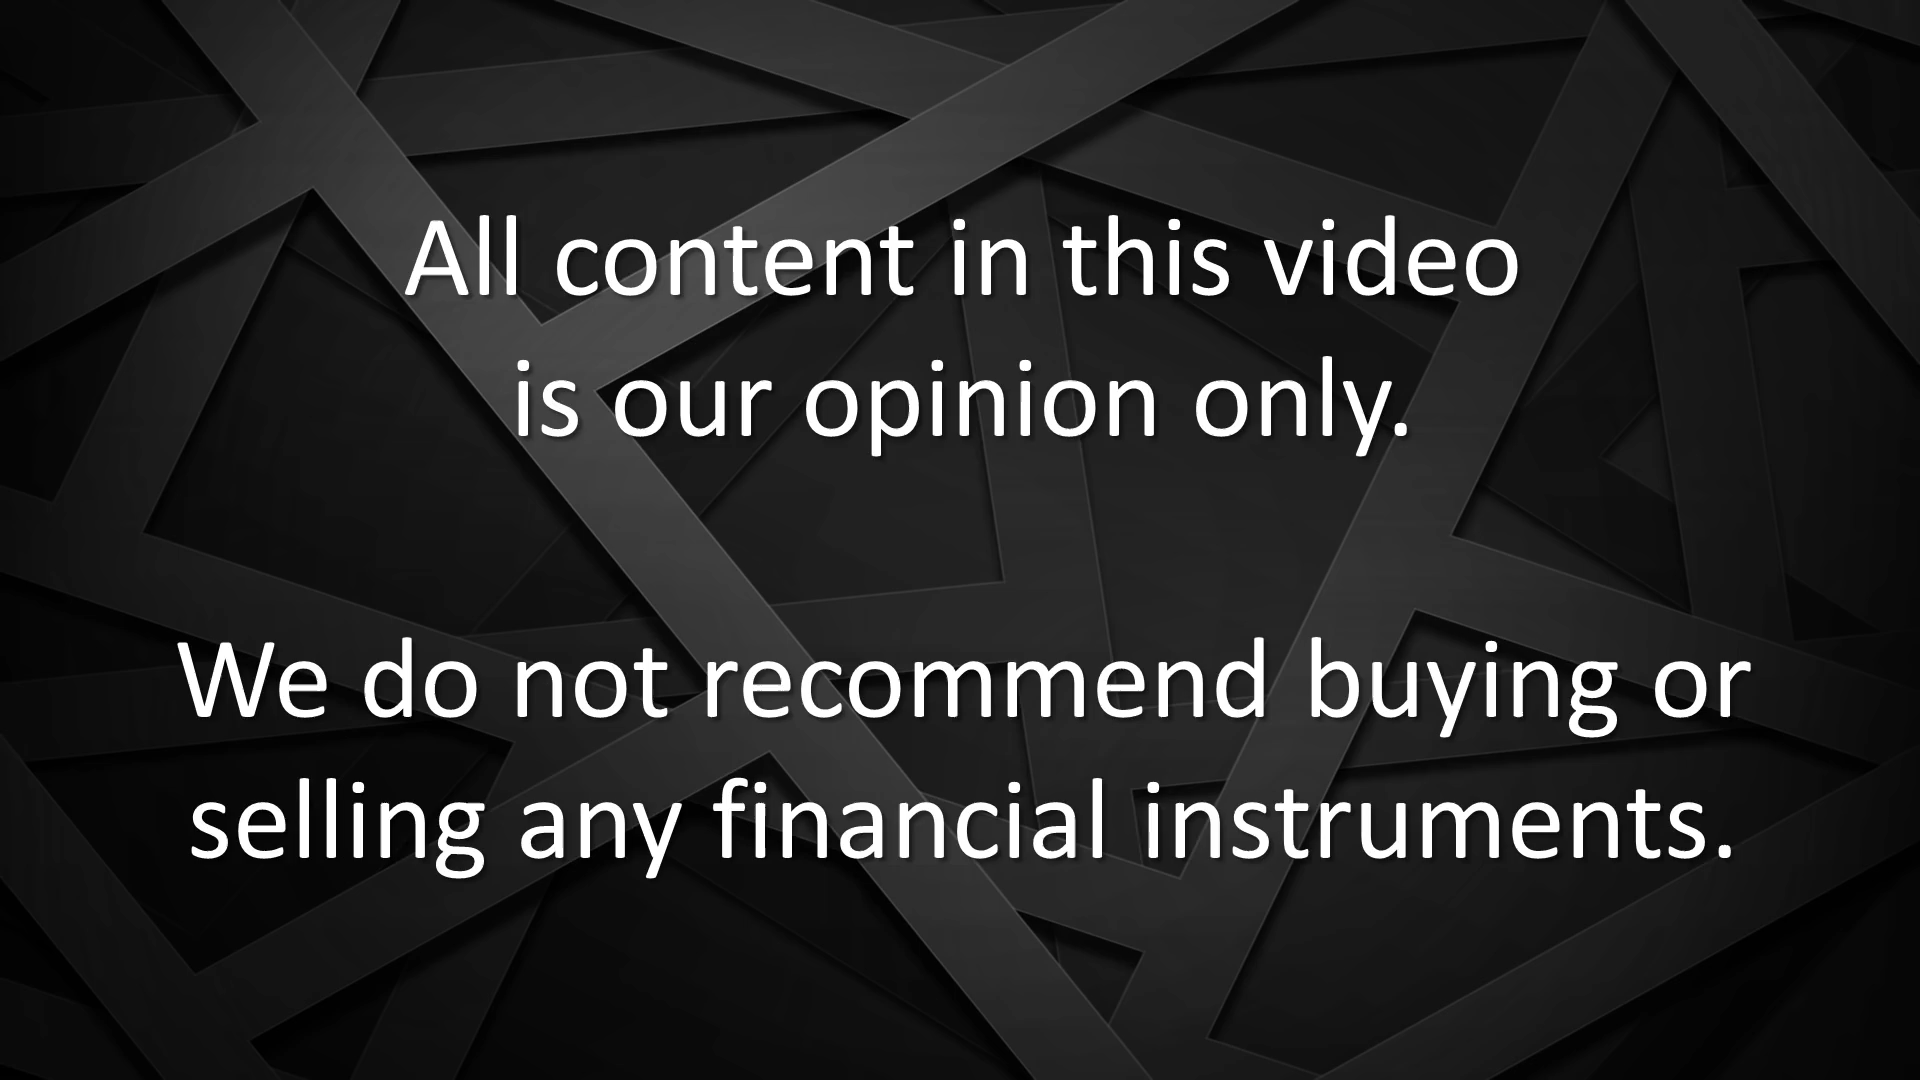 All content in this video
is our opinion only.
We do not recommend buying or
selling any financial instruments.